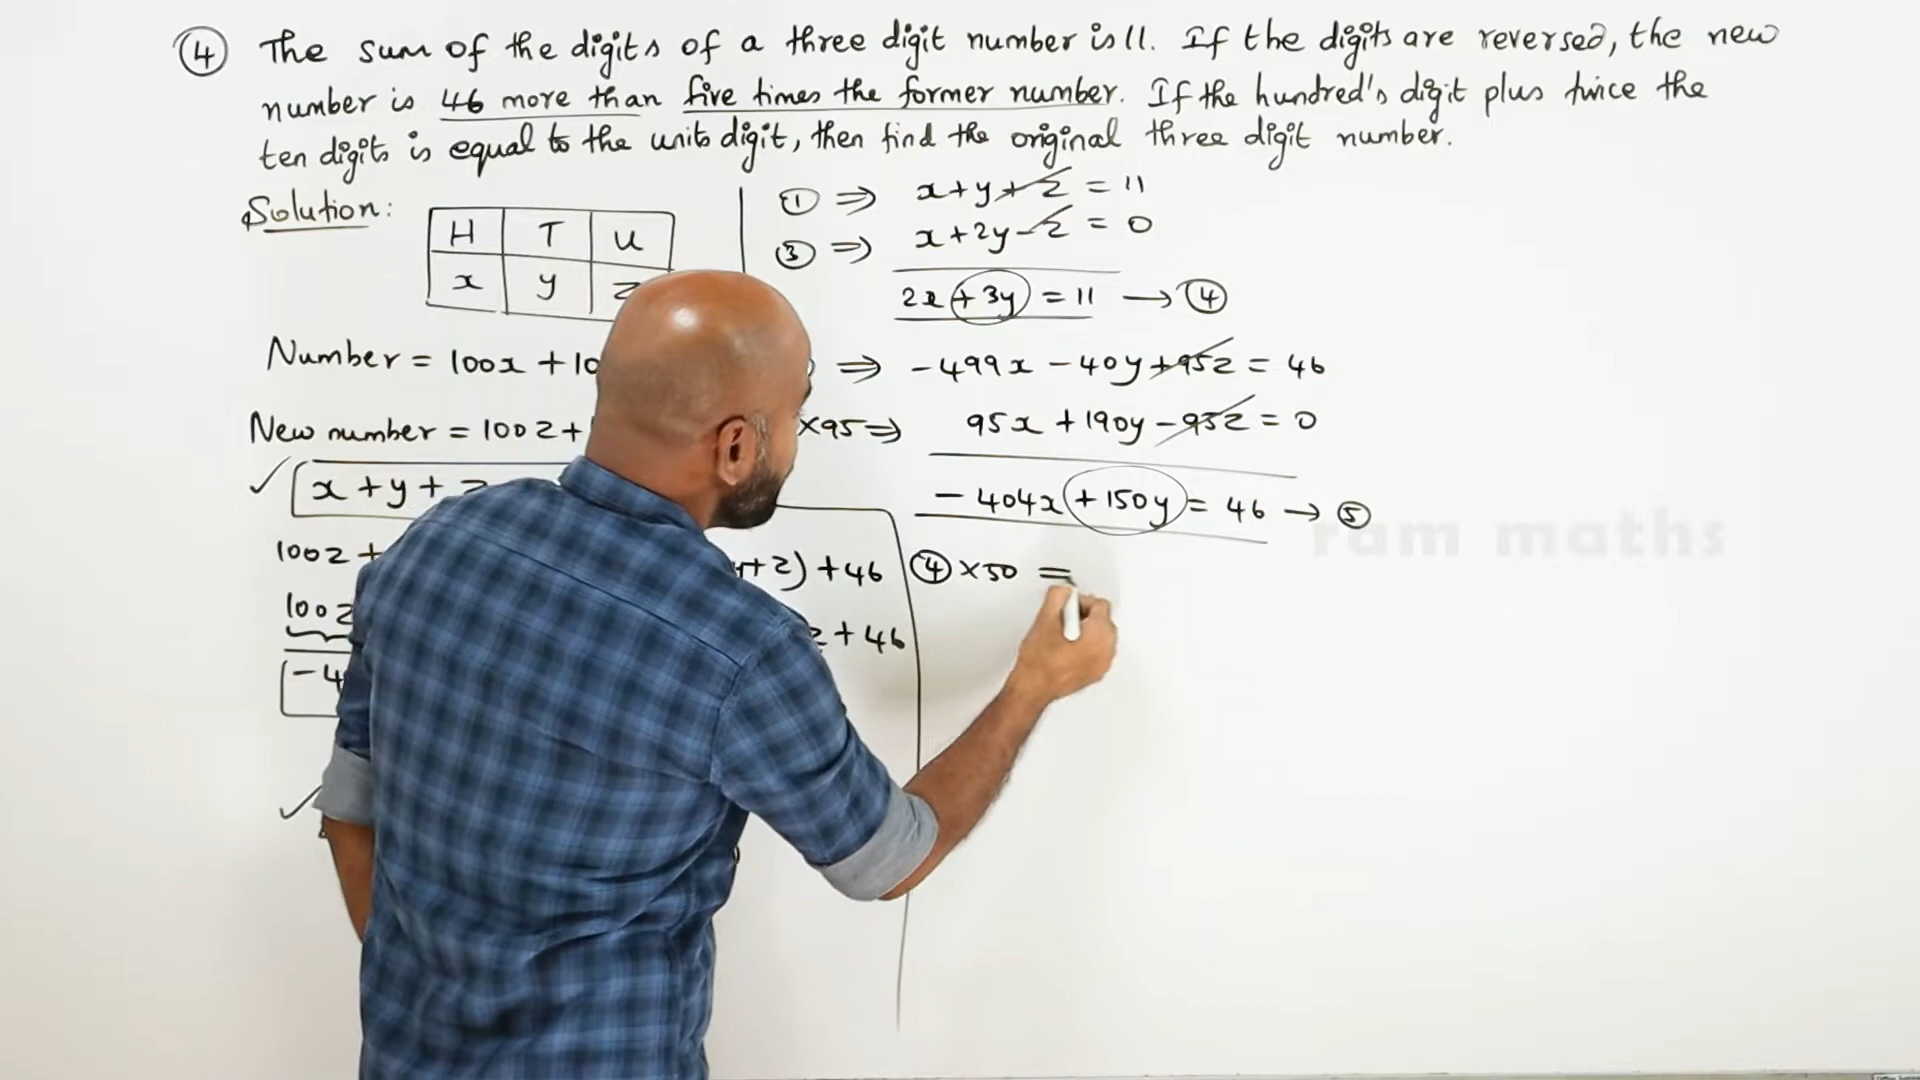 4 The sum of the digits of a three digit number is 11. If the digits are reversed, the new
number is 46 more than five times the former number. If the hundred's digit plus twice the
ten digits is equal to the units digit, then find the original three digit number.
Solution:
H T U
x y z
Number = 100x + 10
New number = 100z +
x + y + z
100z +
+ z) + 46
100z
z + 46
- 4
① ⇒ x + y + z = 11
③ ⇒ x + 2y - z = 0
2x + 3y = 11 → ④
⇒ -499x - 40y + 95z = 46
×95 ⇒ 95x + 190y - 95z = 0
- 404x + 150y = 46 → ⑤
④ × 50 =
ram maths